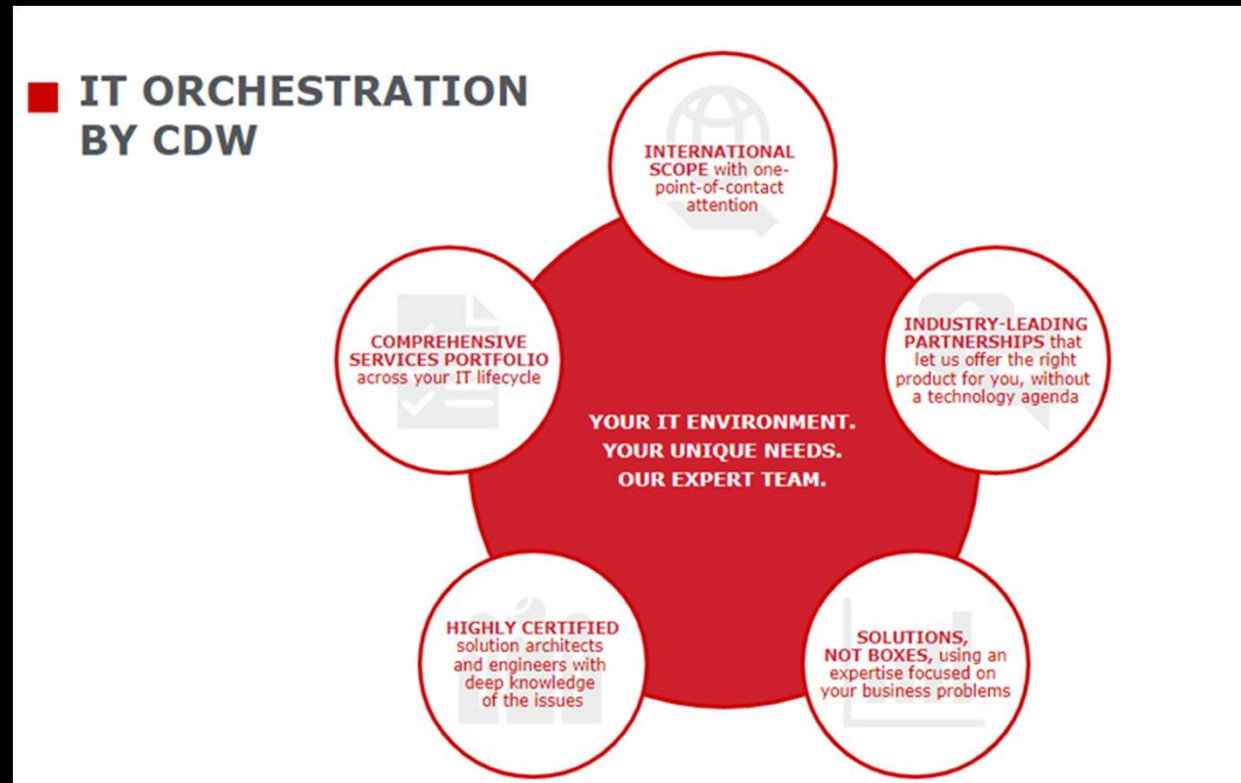 IT ORCHESTRATION
BY CDW
INTERNATIONAL
SCOPE with one-
point-of-contact
attention
INDUSTRY-LEADING
PARTNERSHIPS that
let us offer the right
product for you, without
a technology agenda
COMPREHENSIVE
SERVICES PORTFOLIO
across your IT lifecycle
YOUR IT ENVIRONMENT.
YOUR UNIQUE NEEDS.
OUR EXPERT TEAM.
HIGHLY CERTIFIED
solution architects
and engineers with
deep knowledge
of the issues
SOLUTIONS,
NOT BOXES, using an
expertise focused on
your business problems